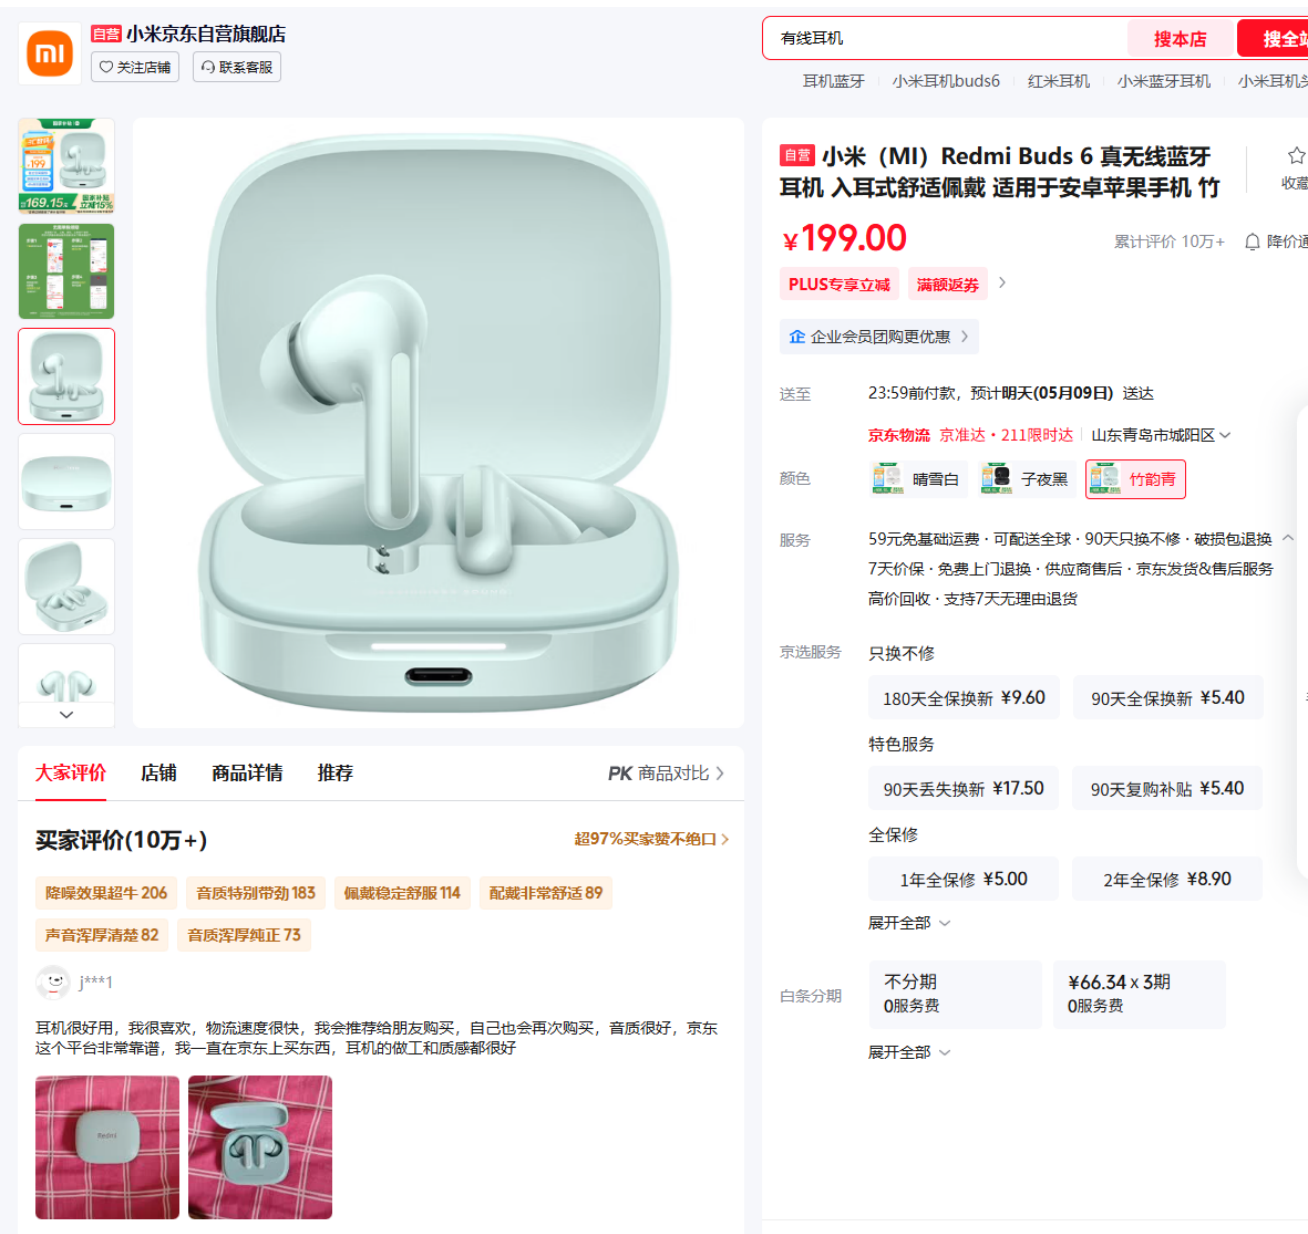 自营 小米京东自营旗舰店
关注店铺
联系客服
有线耳机
搜本店
搜全
耳机蓝牙
小米耳机buds6
红米耳机
小米蓝牙耳机
小米耳机
199
169.15
国家补贴
立减15%
自营 小米（MI）Redmi Buds 6 真无线蓝牙
耳机 入耳式舒适佩戴 适用于安卓苹果手机 竹
收藏
¥199.00
累计评价 10万+
降价通
PLUS专享立减
满额返券
企 企业会员团购更优惠
送至
23:59前付款，预计明天(05月09日) 送达
京东物流 京准达・211限时达
山东青岛市城阳区
颜色
晴雪白
子夜黑
竹韵青
服务
59元免基础运费 · 可配送全球 · 90天只换不修 · 破损包退换
7天价保 · 免费上门退换 · 供应商售后 · 京东发货&售后服务
高价回收 · 支持7天无理由退货
京选服务
只换不修
180天全保换新 ¥9.60
90天全保换新 ¥5.40
特色服务
90天丢失换新 ¥17.50
90天复购补贴 ¥5.40
全保修
1年全保修 ¥5.00
2年全保修 ¥8.90
展开全部
白条分期
不分期
0服务费
¥66.34 x 3期
0服务费
展开全部
大家评价
店铺
商品详情
推荐
PK 商品对比
买家评价(10万+)
超97%买家赞不绝口
降噪效果超牛 206
音质特别带劲 183
佩戴稳定舒服 114
配戴非常舒适 89
声音浑厚清楚 82
音质浑厚纯正 73
j***1
耳机很好用，我很喜欢，物流速度很快，我会推荐给朋友购买，自己也会再次购买，音质很好，京东
这个平台非常靠谱，我一直在京东上买东西，耳机的做工和质感都很好
Redmi